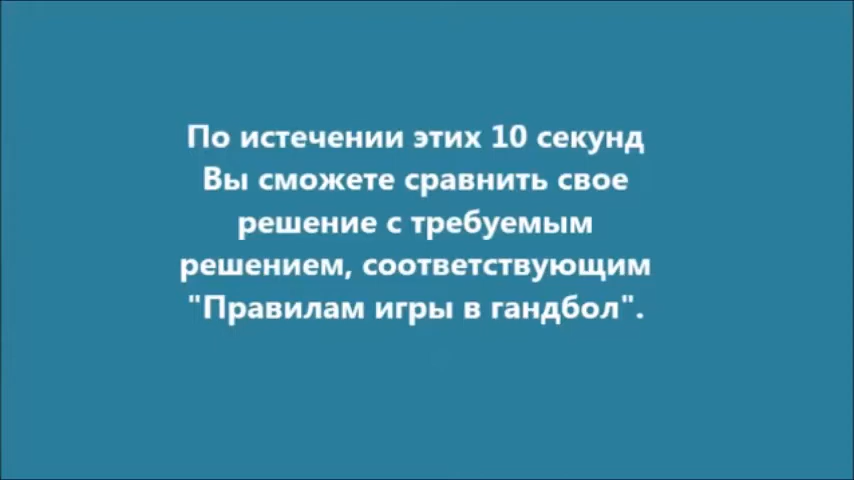 По истечении этих 10 секунд
Вы сможете сравнить свое
решение с требуемым
решением, соответствующим
"Правилам игры в гандбол".